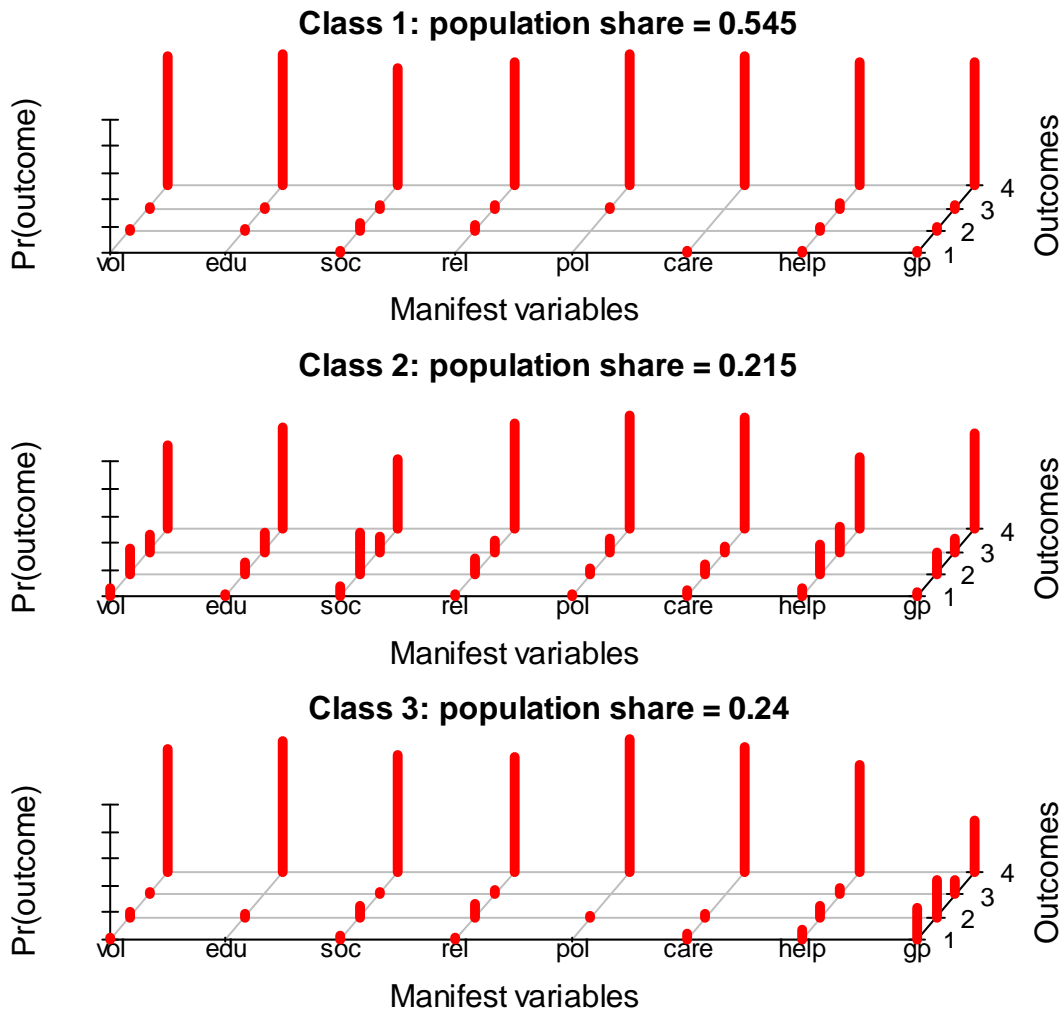 Class 1: population share = 0.545
Pr(outcome)
Outcomes
4
3
2
1
vol edu soc rel pol care help gp
Manifest variables
Class 2: population share = 0.215
Pr(outcome)
Outcomes
4
3
2
1
vol edu soc rel pol care help gp
Manifest variables
Class 3: population share = 0.24
Pr(outcome)
Outcomes
4
3
2
1
vol edu soc rel pol care help gp
Manifest variables